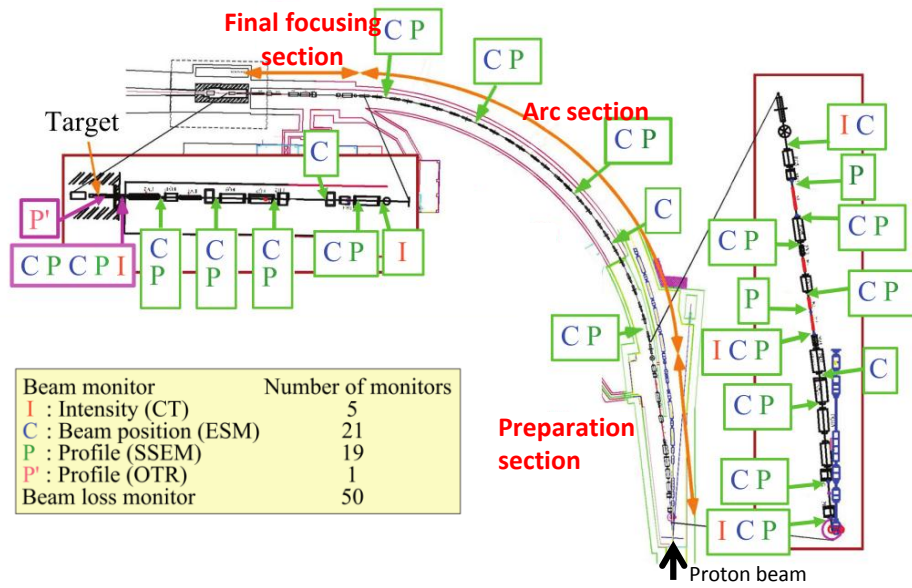 Final focusing
section
C P
C P
Arc section
C P
C
C P
Target
C
P'
C P C P I
C
P
C
P
C
P
C P
I
I C
P
C P
C P
C P
P
I C P
C
C P
C P
I C P
Preparation
section
Proton beam
Beam monitor Number of monitors
I : Intensity (CT) 5
C : Beam position (ESM) 21
P : Profile (SSEM) 19
P' : Profile (OTR) 1
Beam loss monitor 50